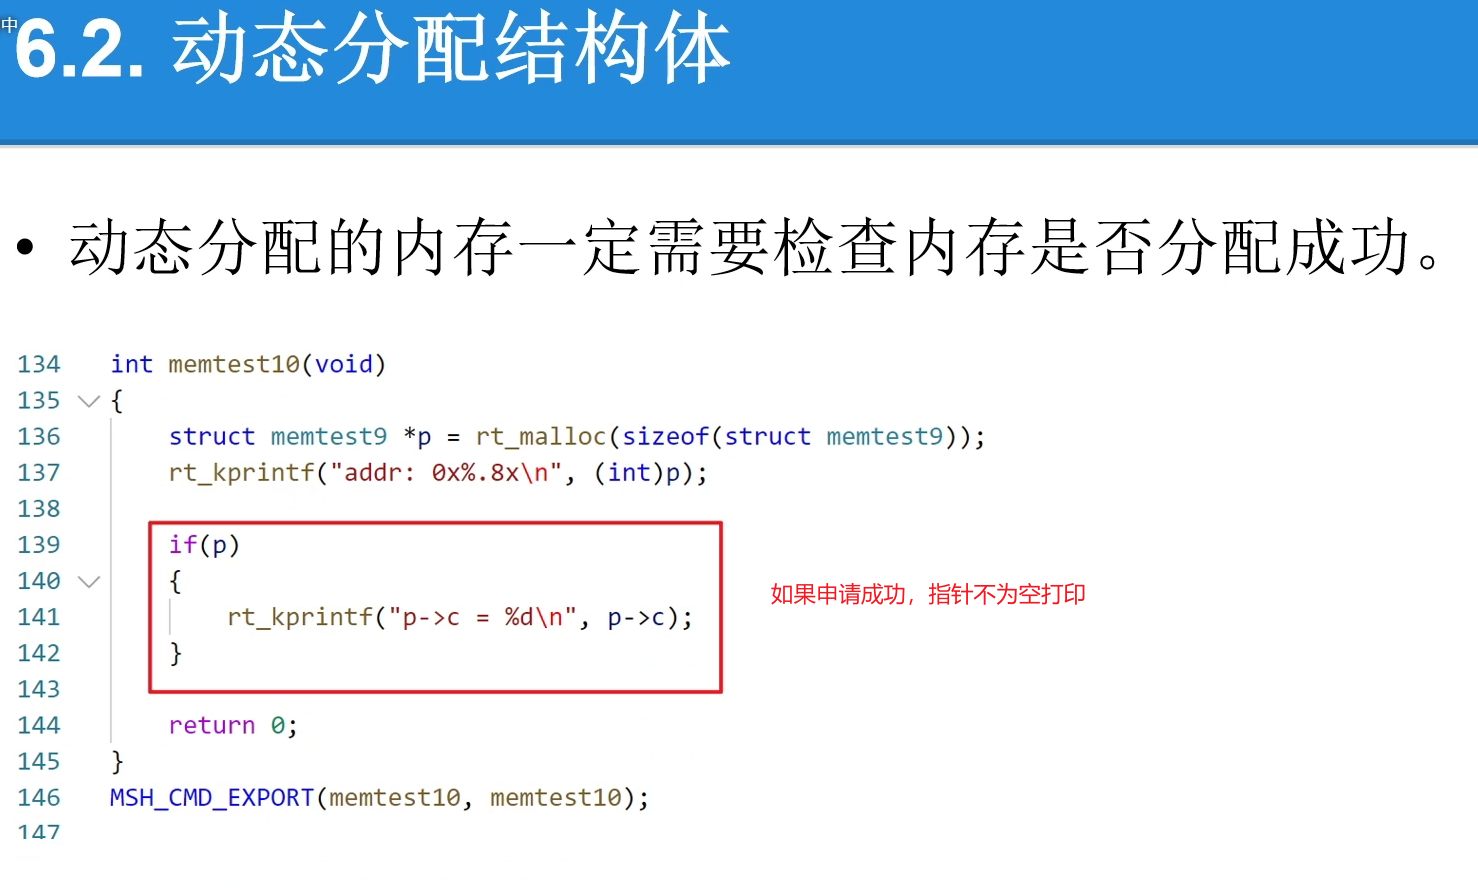 中
6.2. 动态分配结构体
• 动态分配的内存一定需要检查内存是否分配成功。
134 int memtest10(void)
135 {
136 struct memtest9 *p = rt_malloc(sizeof(struct memtest9));
137 rt_kprintf("addr: 0x%.8x\n", (int)p);
138
139 if(p)
140 {
141 rt_kprintf("p->c = %d\n", p->c);
如果申请成功，指针不为空打印
142 }
143
144 return 0;
145 }
146 MSH_CMD_EXPORT(memtest10, memtest10);
147